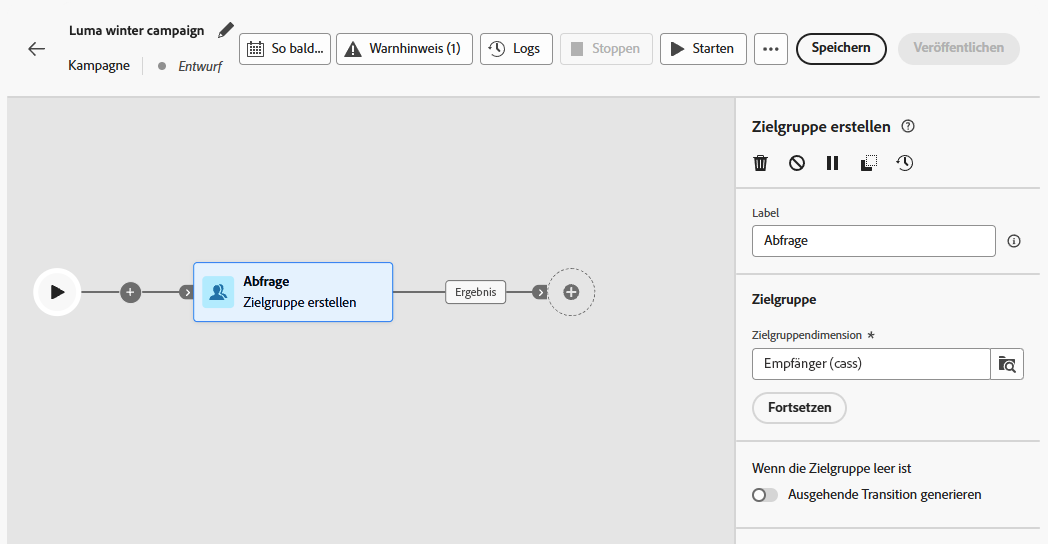 Luma winter campaign
Kampagne
Entwurf
So bald...
Warnhinweis (1)
Logs
Stoppen
Starten
Speichern
Veröffentlichen
Abfrage
Zielgruppe erstellen
Ergebnis
Zielgruppe erstellen
Label
Abfrage
Zielgruppe
Zielgruppendimension *
Empfänger (cass)
Fortsetzen
Wenn die Zielgruppe leer ist
Ausgehende Transition generieren